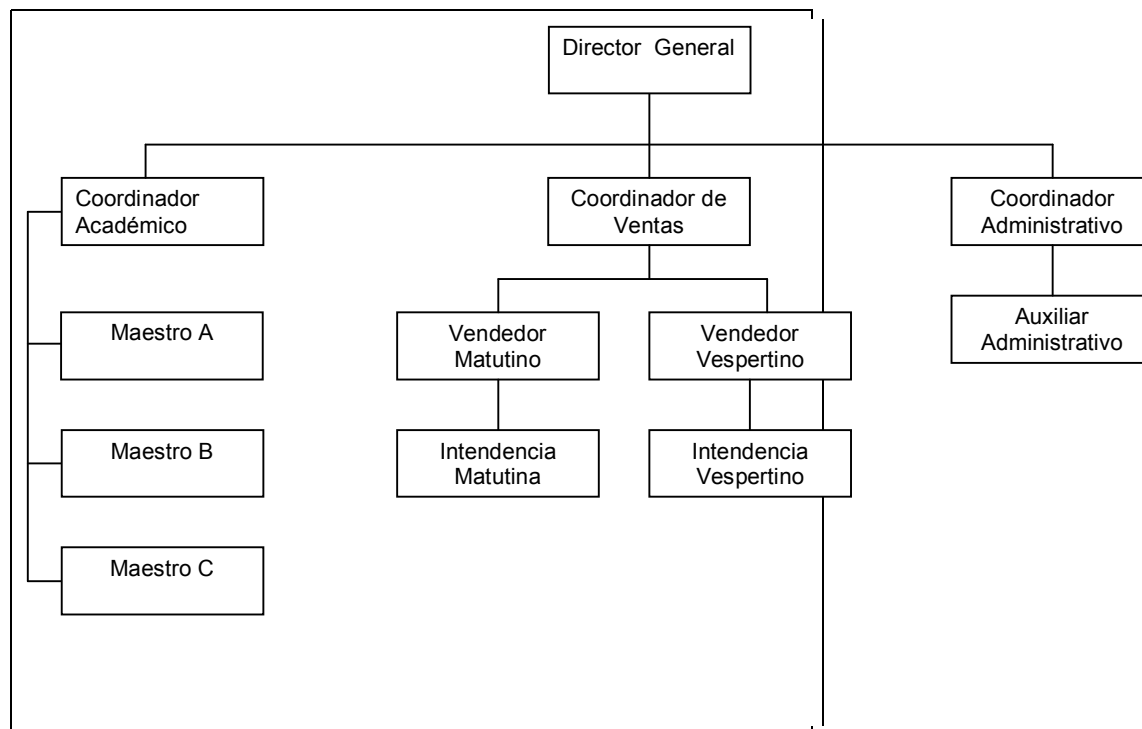 Director  General
Coordinador
Académico
Coordinador de
Ventas
Coordinador
Administrativo
Maestro A
Vendedor
Matutino
Vendedor
Vespertino
Auxiliar
Administrativo
Maestro B
Intendencia
Matutina
Intendencia
Vespertino
Maestro C